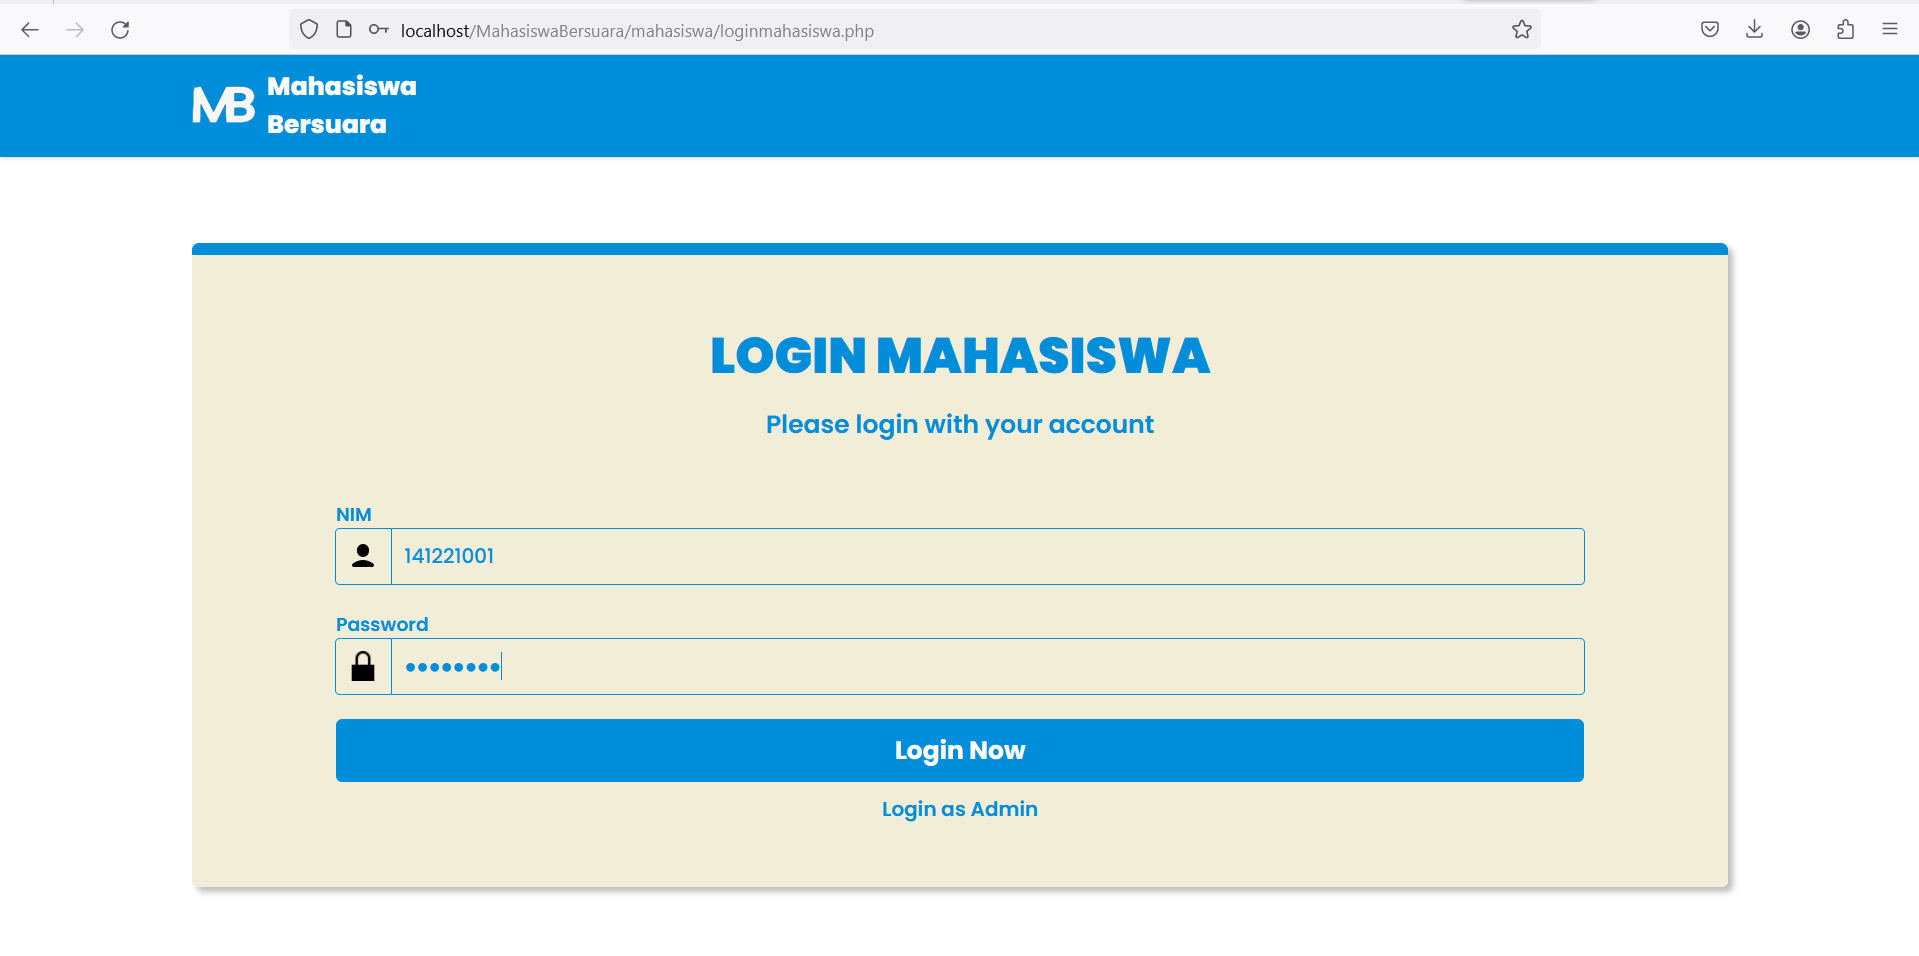 localhost/MahasiswaBersuara/mahasiswa/loginmahasiswa.php
MB
Mahasiswa
Bersuara
LOGIN MAHASISWA
Please login with your account
NIM
141221001
Password
Login Now
Login as Admin